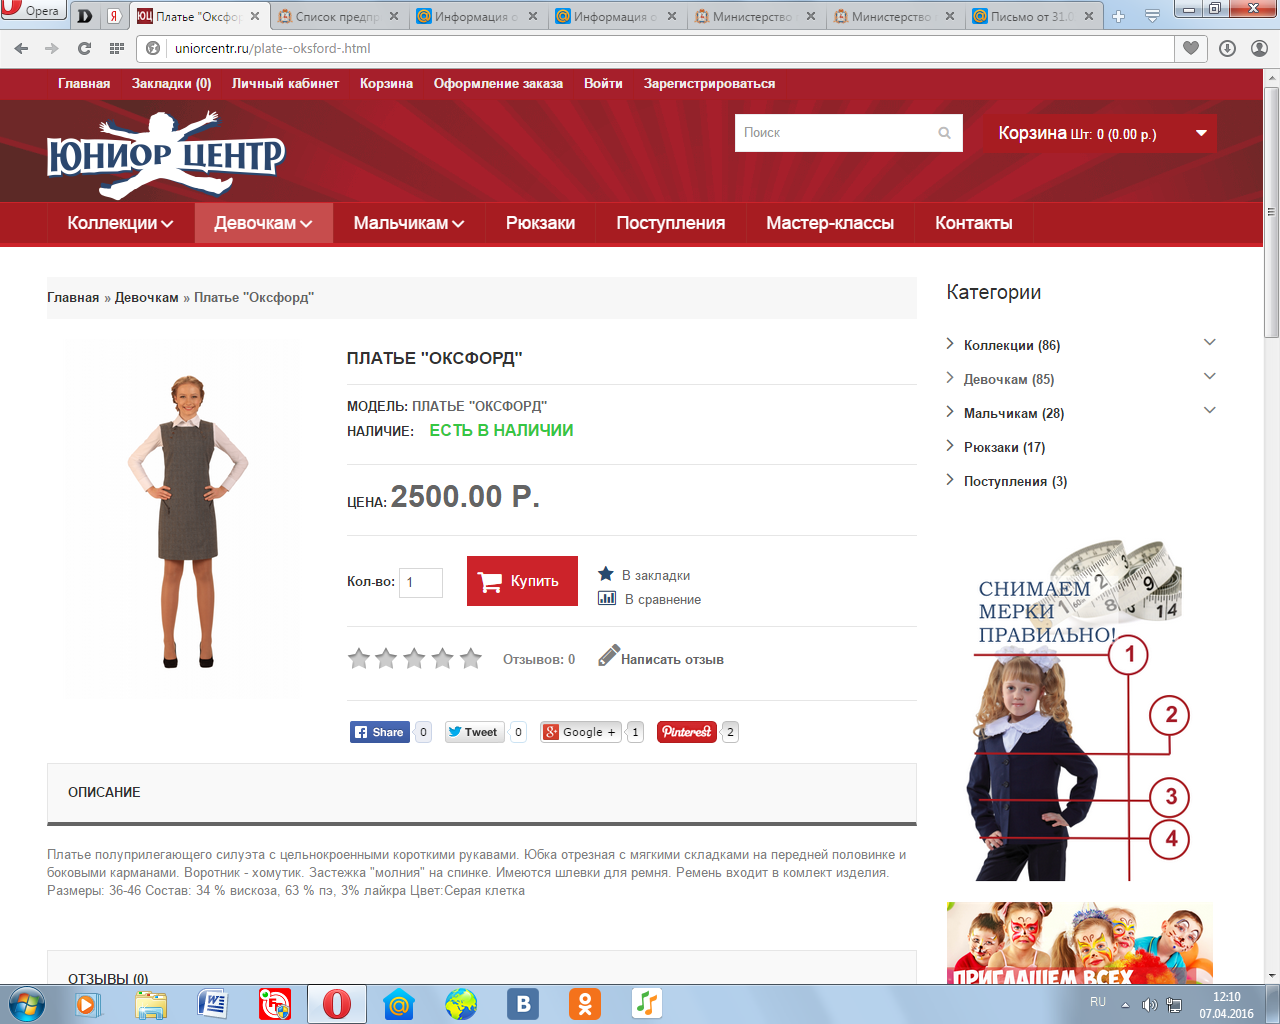 Opera
Платье "Оксфо
Список предпр
Информация о
Информация о
Министерство
Министерство
Письмо от 31.0
uniorcentr.ru/plate--oksford-.html
Главная Закладки (0) Личный кабинет Корзина Оформление заказа Войти Зарегистрироваться
ЮНИОР ЦЕНТР
Поиск
Корзина Шт: 0 (0.00 р.)
Коллекции Девочкам Мальчикам Рюкзаки Поступления Мастер-классы Контакты
Главная » Девочкам » Платье "Оксфорд"
ПЛАТЬЕ "ОКСФОРД"
МОДЕЛЬ: ПЛАТЬЕ "ОКСФОРД"
НАЛИЧИЕ: ЕСТЬ В НАЛИЧИИ
ЦЕНА: 2500.00 Р.
Кол-во: 1 Купить
В закладки
В сравнение
Отзывов: 0 Написать отзыв
Share 0 Tweet 0 Google + 1 Pinterest 2
ОПИСАНИЕ
Платье полуприлегающего силуэта с цельнокроенными короткими рукавами. Юбка отрезная с мягкими складками на передней половинке и
боковыми карманами. Воротник - хомутик. Застежка "молния" на спинке. Имеются шлевки для ремня. Ремень входит в комлект изделия.
Размеры: 36-46 Состав: 34 % вискоза, 63 % пэ, 3% лайкра Цвет:Серая клетка
ОТЗЫВЫ (0)
Категории
Коллекции (86)
Девочкам (85)
Мальчикам (28)
Рюкзаки (17)
Поступления (3)
СНИМАЕМ
МЕРКИ
ПРАВИЛЬНО!
1
2
3
4
ПРИГЛАШЕМ ВСЕХ
RU
12:10
07.04.2016